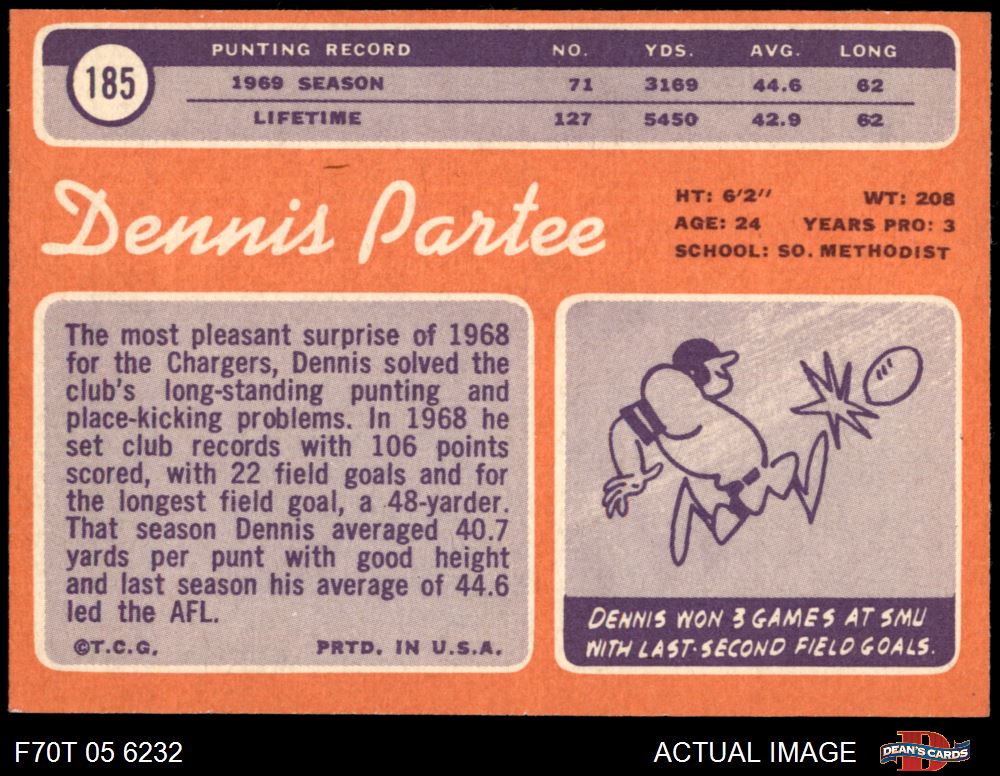 185
PUNTING RECORD NO. YDS. AVG. LONG
1969 SEASON 71 3169 44.6 62
LIFETIME 127 5450 42.9 62
Dennis Partee
HT: 6'2" WT: 208
AGE: 24 YEARS PRO: 3
SCHOOL: SO. METHODIST
The most pleasant surprise of 1968
for the Chargers, Dennis solved the
club's long-standing punting and
place-kicking problems. In 1968 he
set club records with 106 points
scored, with 22 field goals and for
the longest field goal, a 48-yarder.
That season Dennis averaged 40.7
yards per punt with good height
and last season his average of 44.6
led the AFL.
©T.C.G. PRTD. IN U.S.A.
DENNIS WON 3 GAMES AT SMU
WITH LAST-SECOND FIELD GOALS.
F70T 05 6232 ACTUAL IMAGE D DEAN'S CARDS